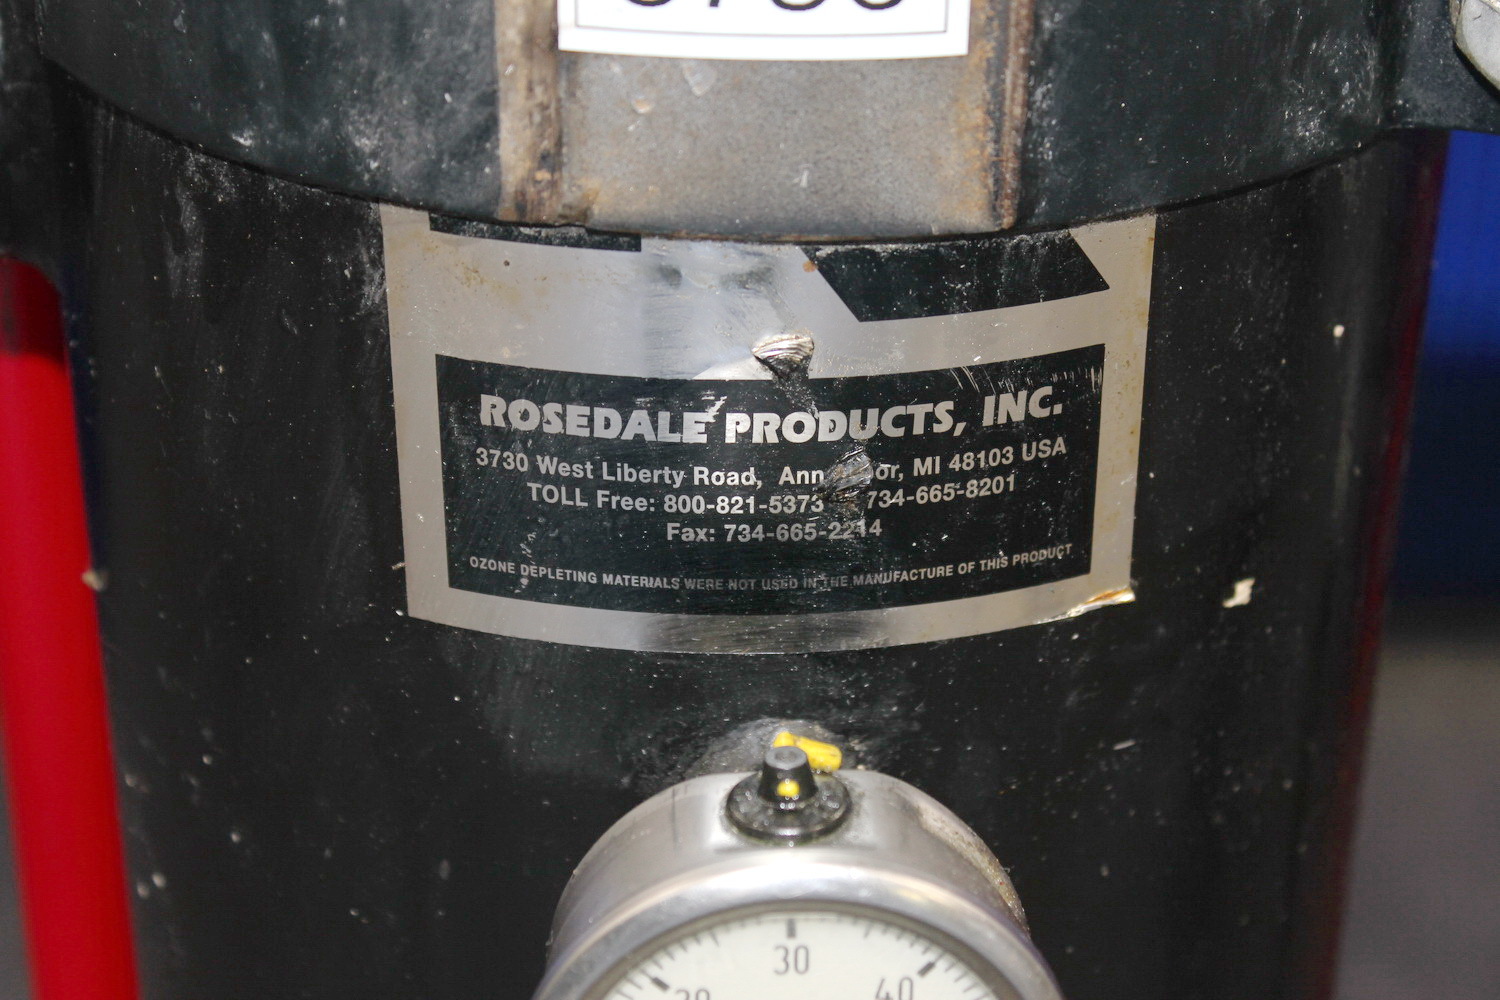 ROSEDALE PRODUCTS, INC.
3730 West Liberty Road, Ann MI 48103 USA
TOLL Free: 800-821-5373 734-665-8201
Fax: 734-665-2214
OZONE DEPLETING MATERIALS WERE NOT USED IN THE MANUFACTURE OF THIS PRODUCT
30
40